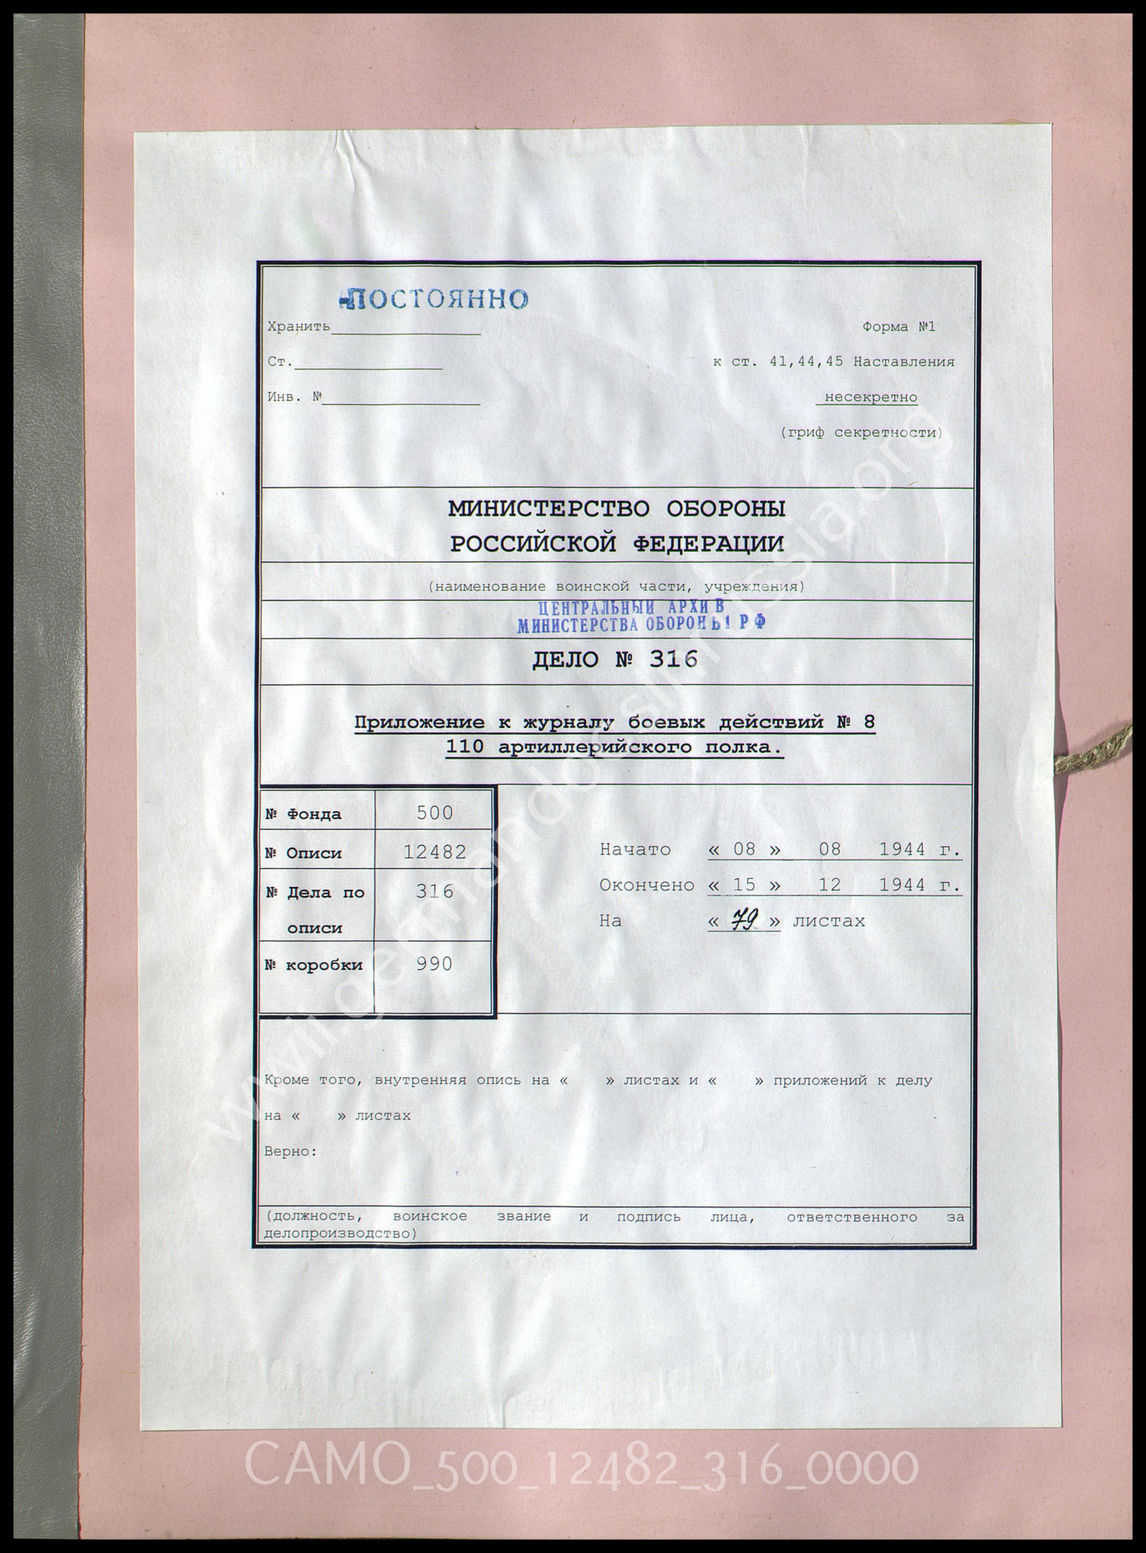 ПОСТОЯННО
Хранить
Форма №1
Ст.
к ст. 41,44,45 Наставления
Инв. №
несекретно
(гриф секретности)
МИНИСТЕРСТВО ОБОРОНЫ
РОССИЙСКОЙ ФЕДЕРАЦИИ
(наименование воинской части, учреждения)
ЦЕНТРАЛЬНЫЙ АРХИВ
МИНИСТЕРСТВА ОБОРОНЫ РФ
ДЕЛО № 316
Приложение к журналу боевых действий № 8
110 артиллерийского полка.
№ Фонда 500
№ Описи 12482
№ Дела по описи 316
№ коробки 990
Начато « 08 » 08 1944 г.
Окончено « 15 » 12 1944 г.
На « 79 » листах
Кроме того, внутренняя опись на « » листах и « » приложений к делу
на « » листах
Верно:
(должность, воинское звание и подпись лица, ответственного за
делопроизводство)
wwii.germandocsinrussia.org
CAMO_500_12482_316_0000